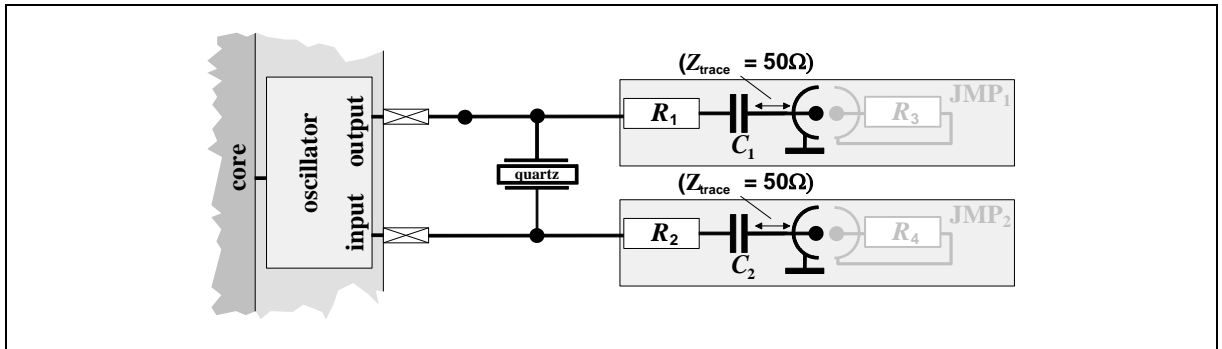 core
oscillator
output
input
quartz
(Ztrace = 50Ω)
R1
C1
R3
JMP1
(Ztrace = 50Ω)
R2
C2
R4
JMP2